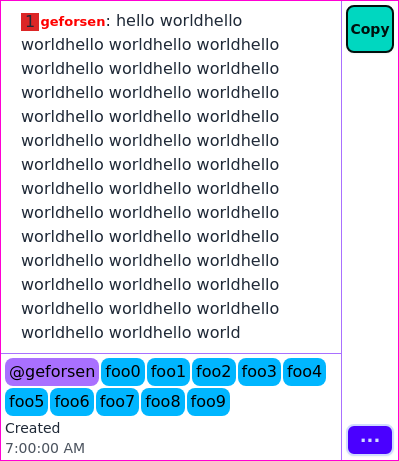 1 geforsen: hello worldhello
worldhello worldhello worldhello
worldhello worldhello worldhello
worldhello worldhello worldhello
worldhello worldhello worldhello
worldhello worldhello worldhello
worldhello worldhello worldhello
worldhello worldhello worldhello
worldhello worldhello worldhello
worldhello worldhello worldhello
worldhello worldhello worldhello
worldhello worldhello worldhello
worldhello worldhello worldhello
worldhello worldhello world
Copy
@geforsen foo0 foo1 foo2 foo3 foo4
foo5 foo6 foo7 foo8 foo9
Created
7:00:00 AM
...